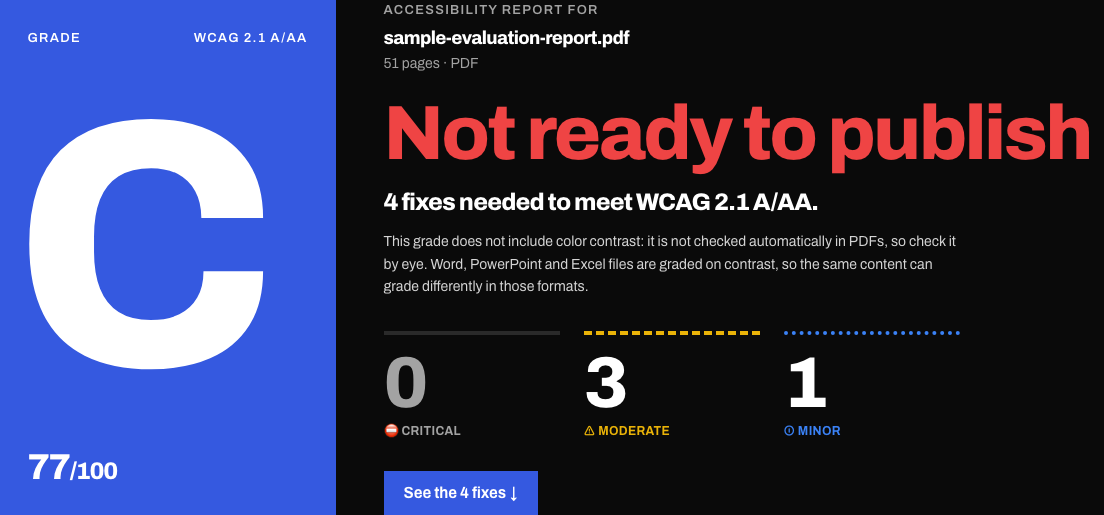 GRADE
WCAG 2.1 A/AA
C
77/100
ACCESSIBILITY REPORT FOR
sample-evaluation-report.pdf
51 pages · PDF
Not ready to publish
4 fixes needed to meet WCAG 2.1 A/AA.
This grade does not include color contrast: it is not checked automatically in PDFs, so check it
by eye. Word, PowerPoint and Excel files are graded on contrast, so the same content can
grade differently in those formats.
0
⛔ CRITICAL
3
⚠ MODERATE
1
ⓘ MINOR
See the 4 fixes ↓